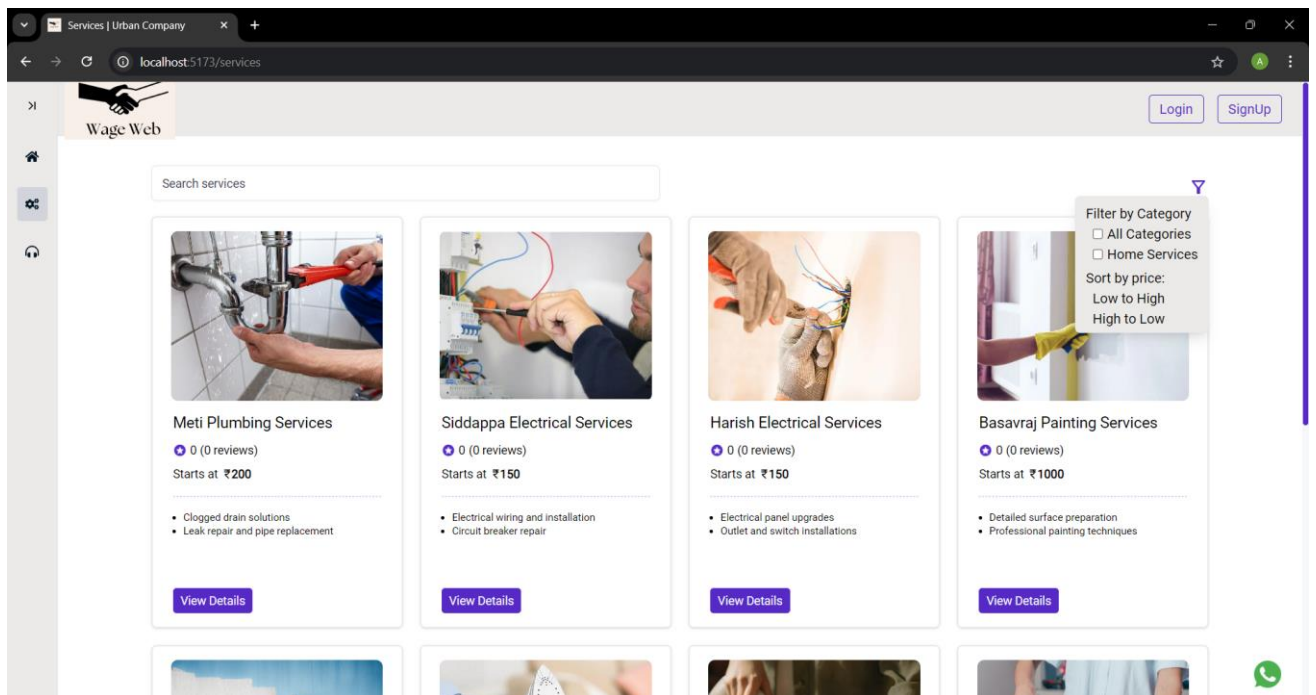 Services | Urban Company
localhost:5173/services
A
Wage Web
Login
SignUp
Search services
Filter by Category
All Categories
Home Services
Sort by price:
Low to High
High to Low
Meti Plumbing Services
0 (0 reviews)
Starts at ₹200
Clogged drain solutions
Leak repair and pipe replacement
View Details
Siddappa Electrical Services
0 (0 reviews)
Starts at ₹150
Electrical wiring and installation
Circuit breaker repair
View Details
Harish Electrical Services
0 (0 reviews)
Starts at ₹150
Electrical panel upgrades
Outlet and switch installations
View Details
Basavraj Painting Services
0 (0 reviews)
Starts at ₹1000
Detailed surface preparation
Professional painting techniques
View Details